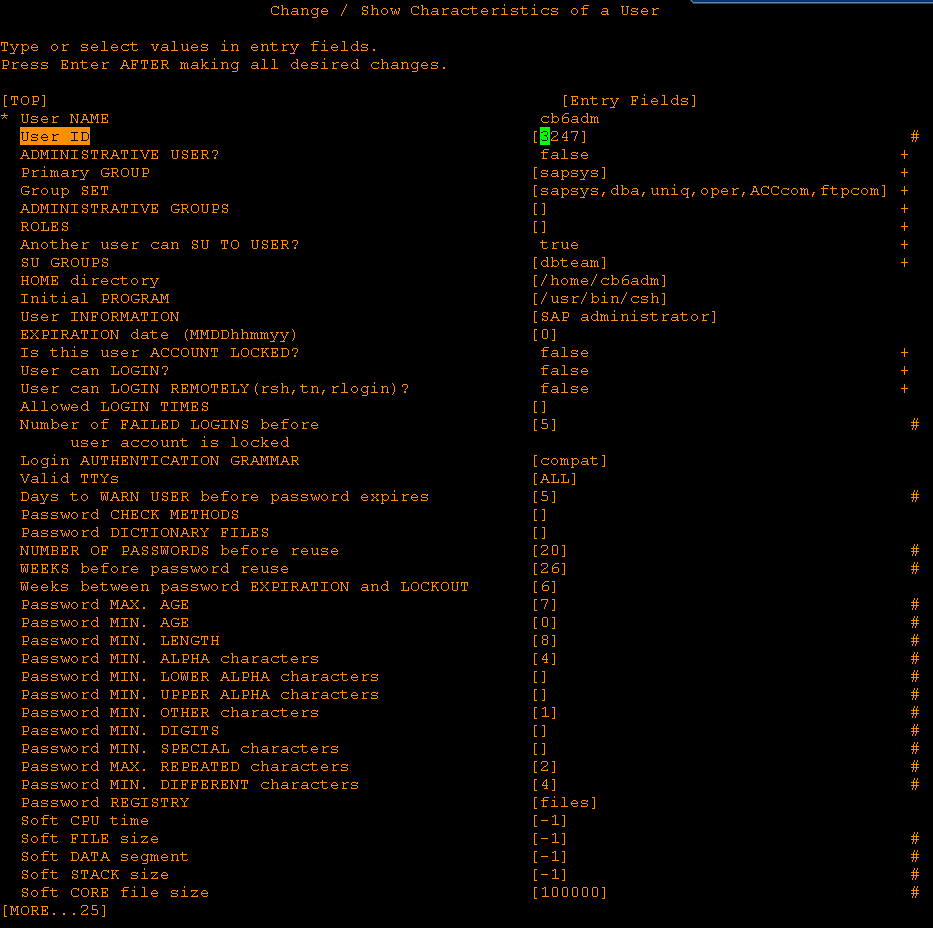 Change / Show Characteristics of a User
Type or select values in entry fields.
Press Enter AFTER making all desired changes.
[TOP] [Entry Fields]
* User NAME cb6adm
User ID [3247] #
ADMINISTRATIVE USER? false +
Primary GROUP [sapsys] +
Group SET [sapsys,dba,uniq,oper,ACCcom,ftpcom] +
ADMINISTRATIVE GROUPS [] +
ROLES [] +
Another user can SU TO USER? true +
SU GROUPS [dbteam] +
HOME directory [/home/cb6adm]
Initial PROGRAM [/usr/bin/csh]
User INFORMATION [SAP administrator]
EXPIRATION date (MMDDhhmmyy) [0]
Is this user ACCOUNT LOCKED? false +
User can LOGIN? false +
User can LOGIN REMOTELY(rsh,tn,rlogin)? false +
Allowed LOGIN TIMES []
Number of FAILED LOGINS before [5] #
user account is locked
Login AUTHENTICATION GRAMMAR [compat]
Valid TTYs [ALL]
Days to WARN USER before password expires [5] #
Password CHECK METHODS []
Password DICTIONARY FILES []
NUMBER OF PASSWORDS before reuse [20] #
WEEKS before password reuse [26] #
Weeks between password EXPIRATION and LOCKOUT [6]
Password MAX. AGE [7] #
Password MIN. AGE [0] #
Password MIN. LENGTH [8] #
Password MIN. ALPHA characters [4] #
Password MIN. LOWER ALPHA characters [] #
Password MIN. UPPER ALPHA characters [] #
Password MIN. OTHER characters [1] #
Password MIN. DIGITS [] #
Password MIN. SPECIAL characters [] #
Password MAX. REPEATED characters [2] #
Password MIN. DIFFERENT characters [4] #
Password REGISTRY [files]
Soft CPU time [-1]
Soft FILE size [-1] #
Soft DATA segment [-1] #
Soft STACK size [-1] #
Soft CORE file size [100000] #
[MORE...25]